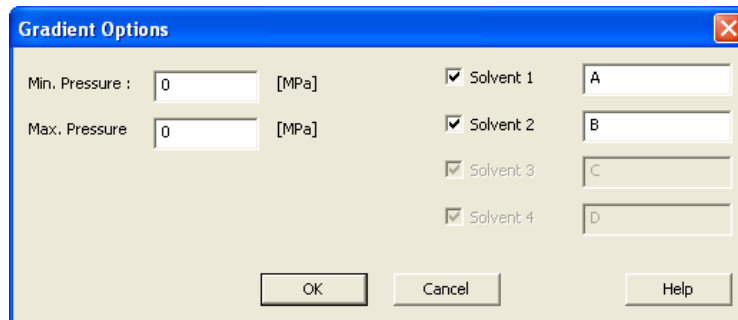 Gradient Options
Min. Pressure : 0 [MPa] Solvent 1 A
Max. Pressure 0 [MPa] Solvent 2 B
Solvent 3 C
Solvent 4 D
OK Cancel Help